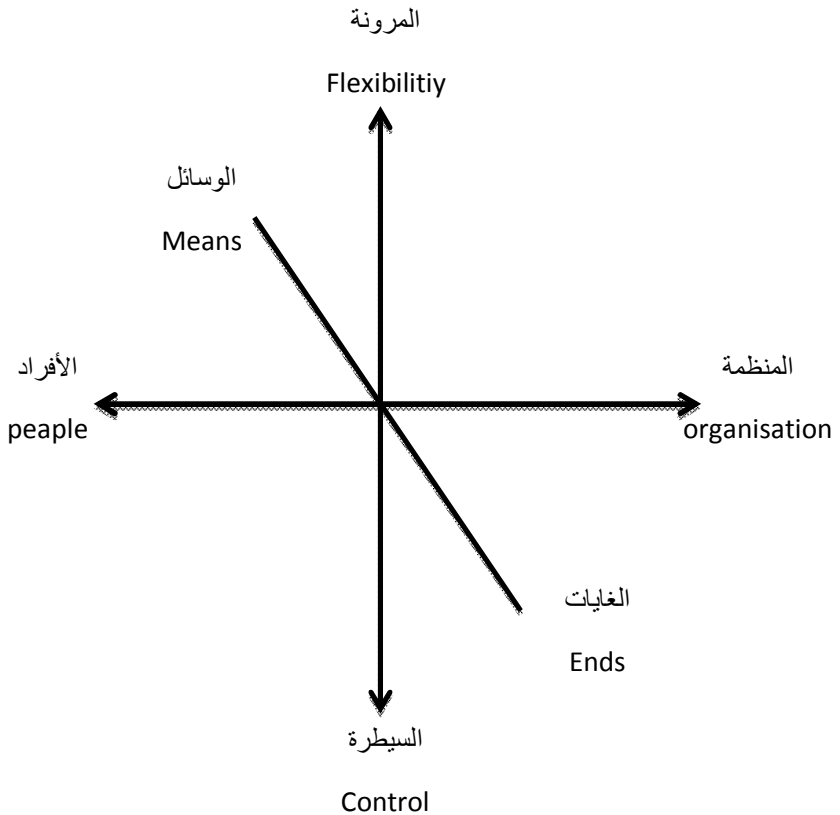 المرونة
Flexibilitiy
الوسائل
Means
الأفراد
peaple
المنظمة
organisation
الغايات
Ends
السيطرة
Control